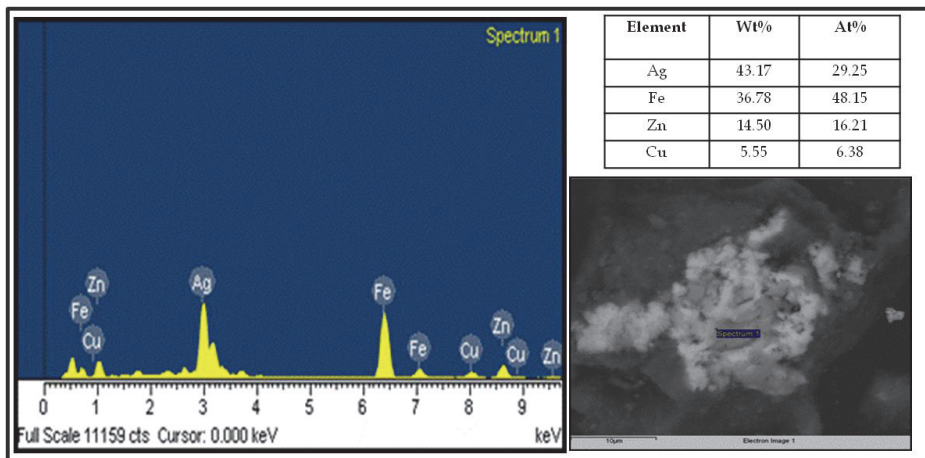 Spectrum 1
Zn
Fe
Cu
Ag
Fe
Fe
Cu
Zn
Cu
Zn
0 1 2 3 4 5 6 7 8 9
Full Scale 11159 cts Cursor: 0.000 keV keV
Element Wt% At%
Ag 43.17 29.25
Fe 36.78 48.15
Zn 14.50 16.21
Cu 5.55 6.38
Spectrum 1
10µm Electron Image 1